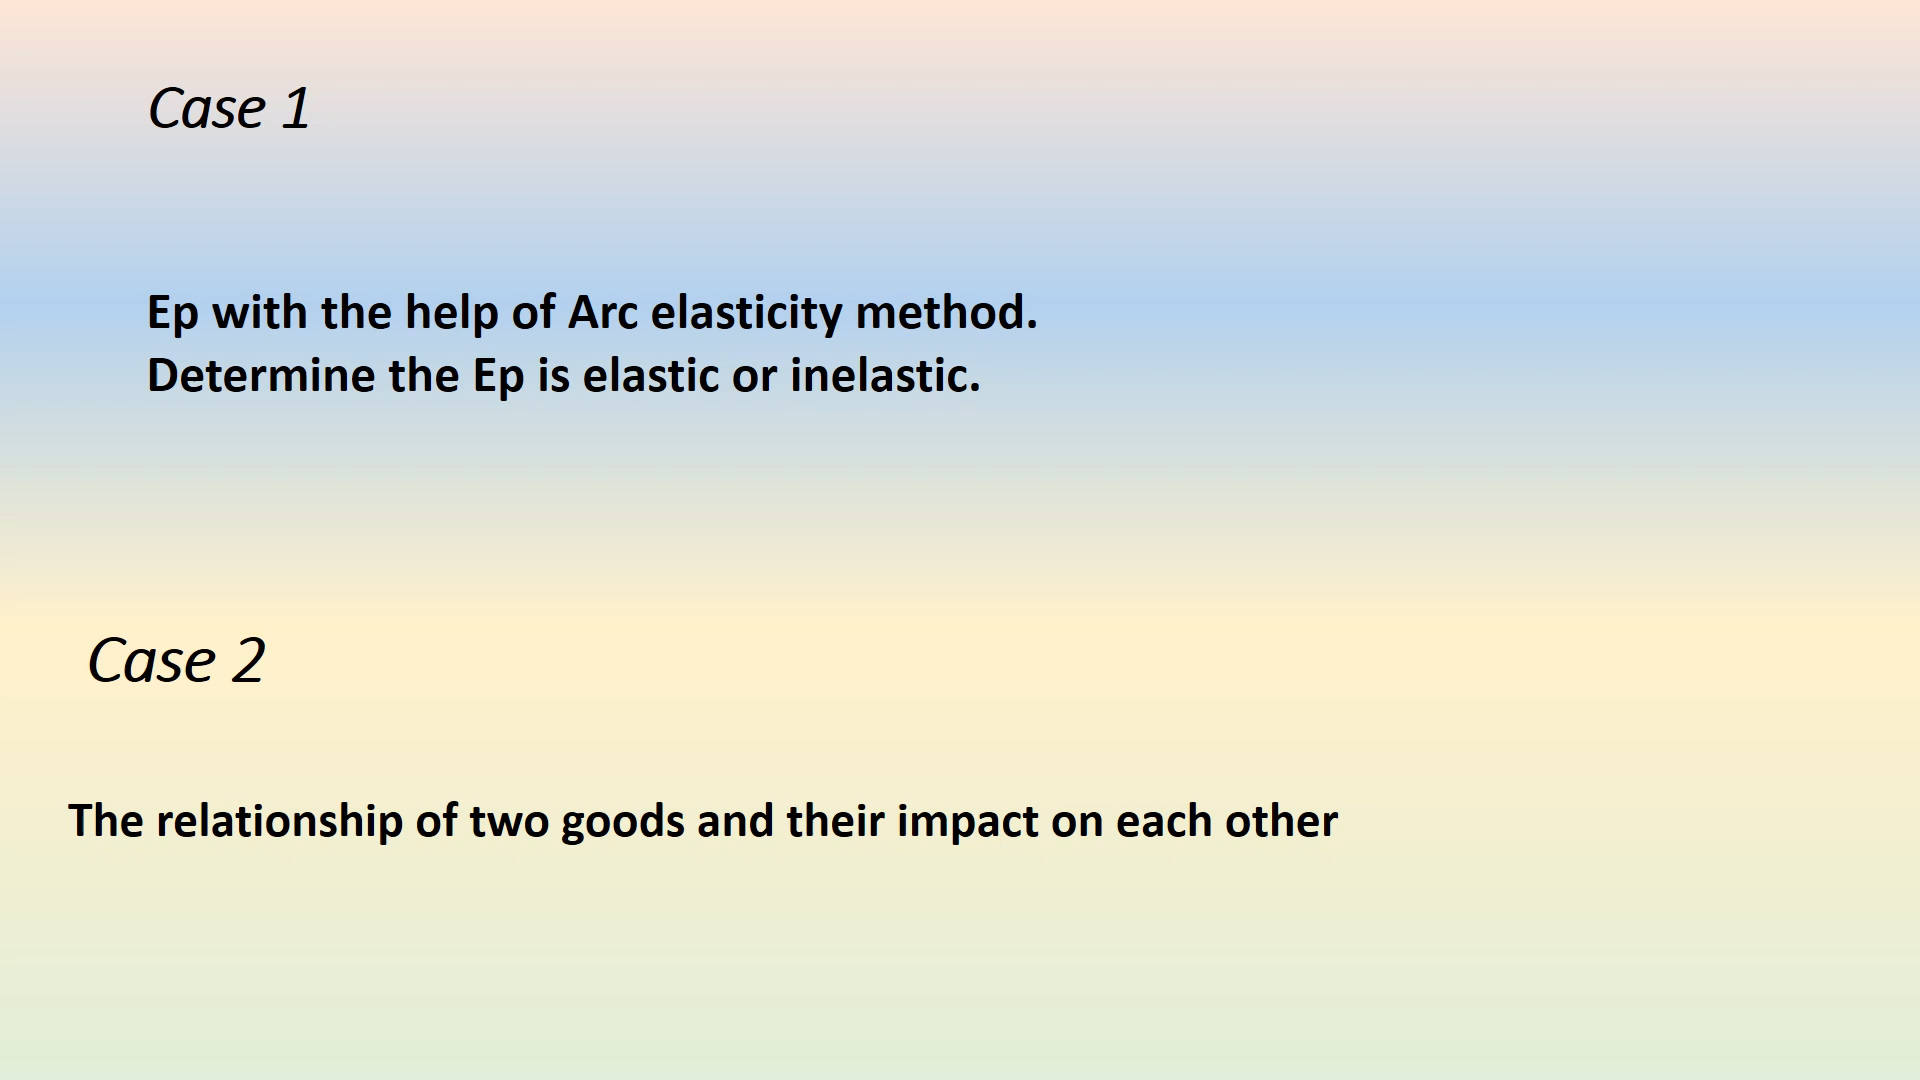 Case 1
Ep with the help of Arc elasticity method.
Determine the Ep is elastic or inelastic.
Case 2
The relationship of two goods and their impact on each other